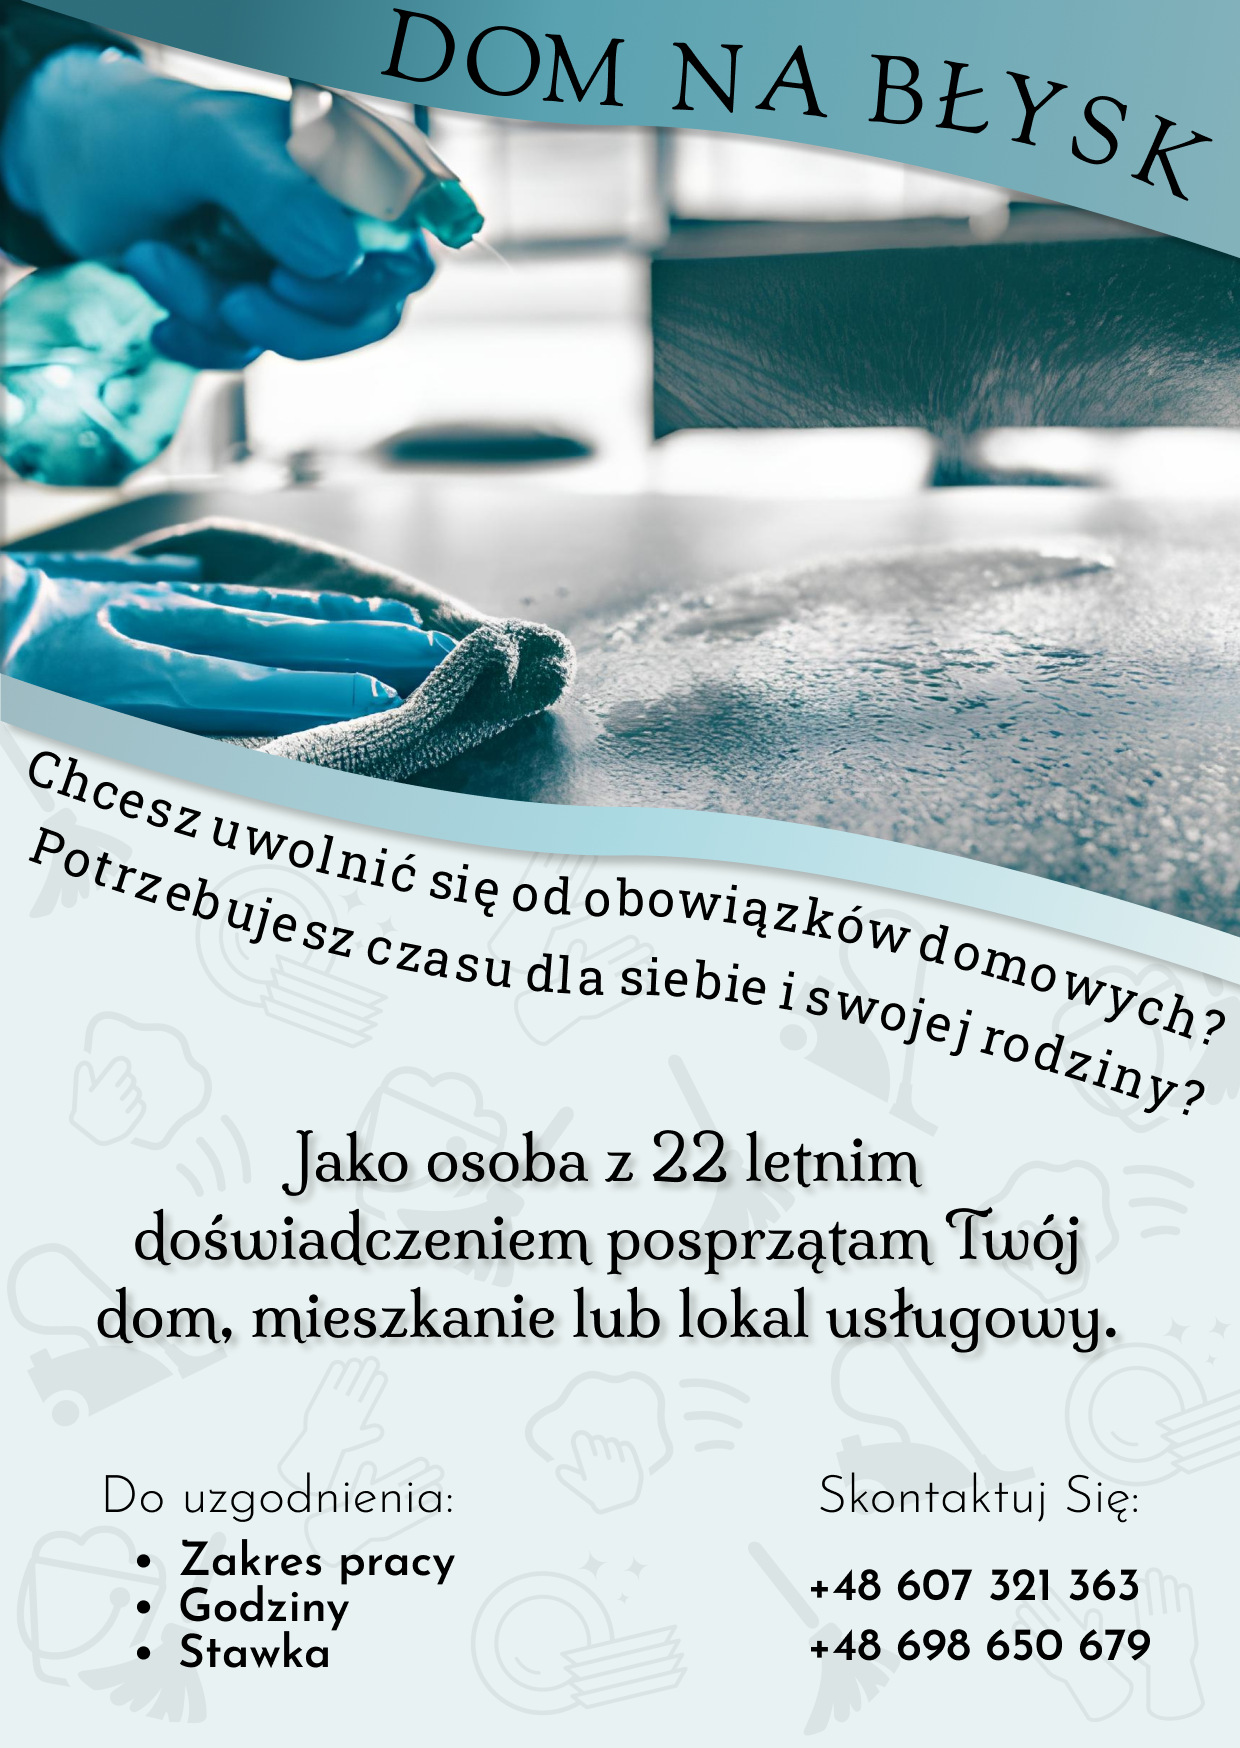 DOM NA BŁYSK
Chcesz uwolnić się od obowiązków domowych?
Potrzebujesz czasu dla siebie i swojej rodziny?
Jako osoba z 22 letnim
doświadczeniem posprzątam Twój
dom, mieszkanie lub lokal usługowy.
Do uzgodnienia:
• Zakres pracy
• Godziny
• Stawka
Skontaktuj Się:
+48 607 321 363
+48 698 650 679